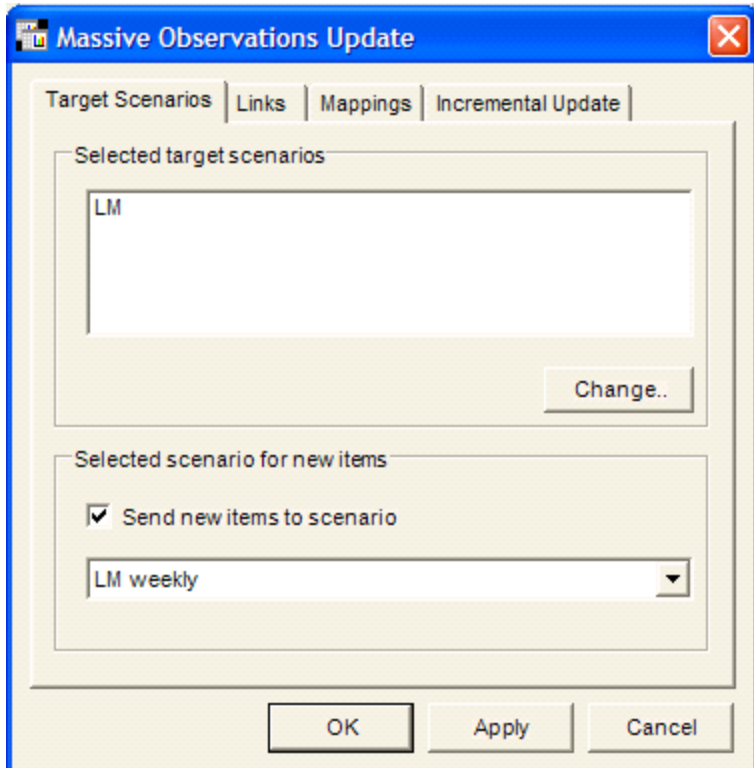 Massive Observations Update
Target Scenarios Links Mappings Incremental Update
Selected target scenarios
LM
Change..
Selected scenario for new items
Send new items to scenario
LM weekly
OK Apply Cancel